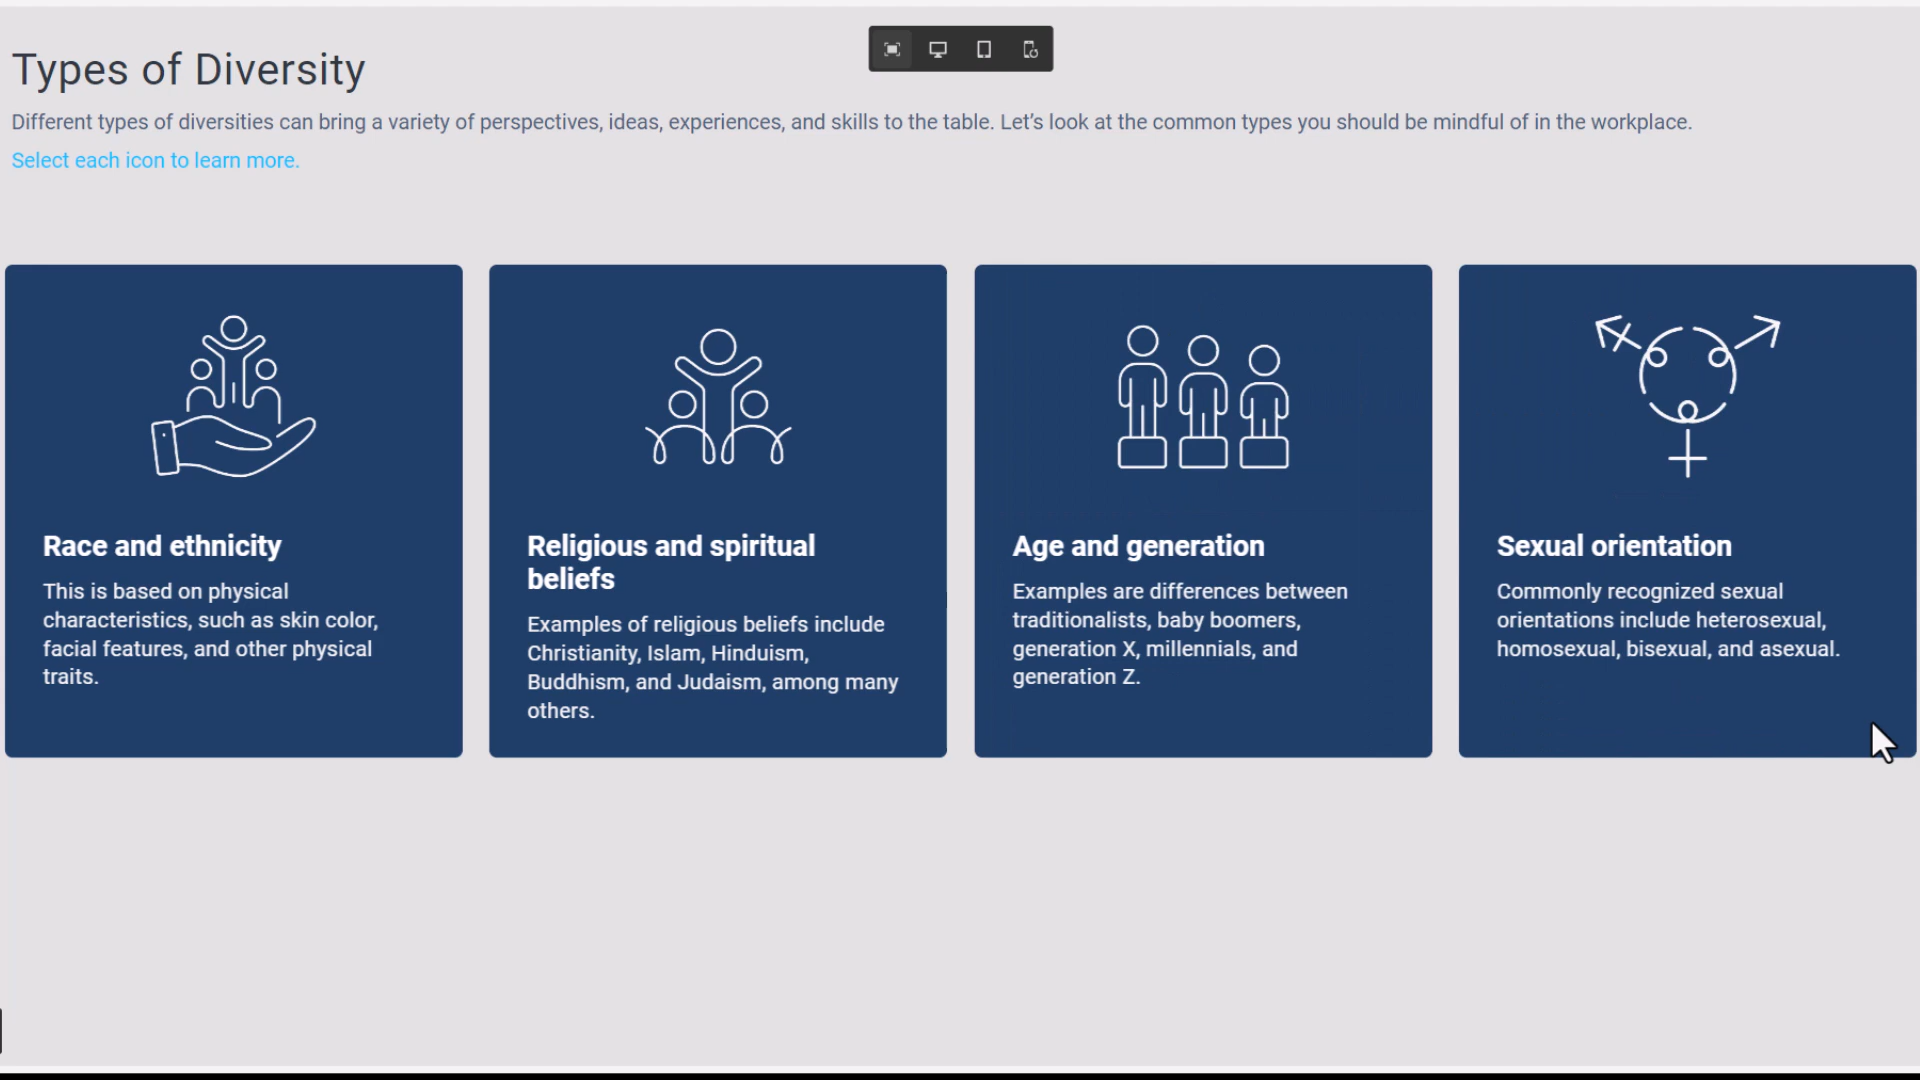 Types of Diversity
Different types of diversities can bring a variety of perspectives, ideas, experiences, and skills to the table. Let’s look at the common types you should be mindful of in the workplace.
Select each icon to learn more.
Race and ethnicity
This is based on physical
characteristics, such as skin color,
facial features, and other physical
traits.
Religious and spiritual
beliefs
Examples of religious beliefs include
Christianity, Islam, Hinduism,
Buddhism, and Judaism, among many
others.
Age and generation
Examples are differences between
traditionalists, baby boomers,
generation X, millennials, and
generation Z.
Sexual orientation
Commonly recognized sexual
orientations include heterosexual,
homosexual, bisexual, and asexual.